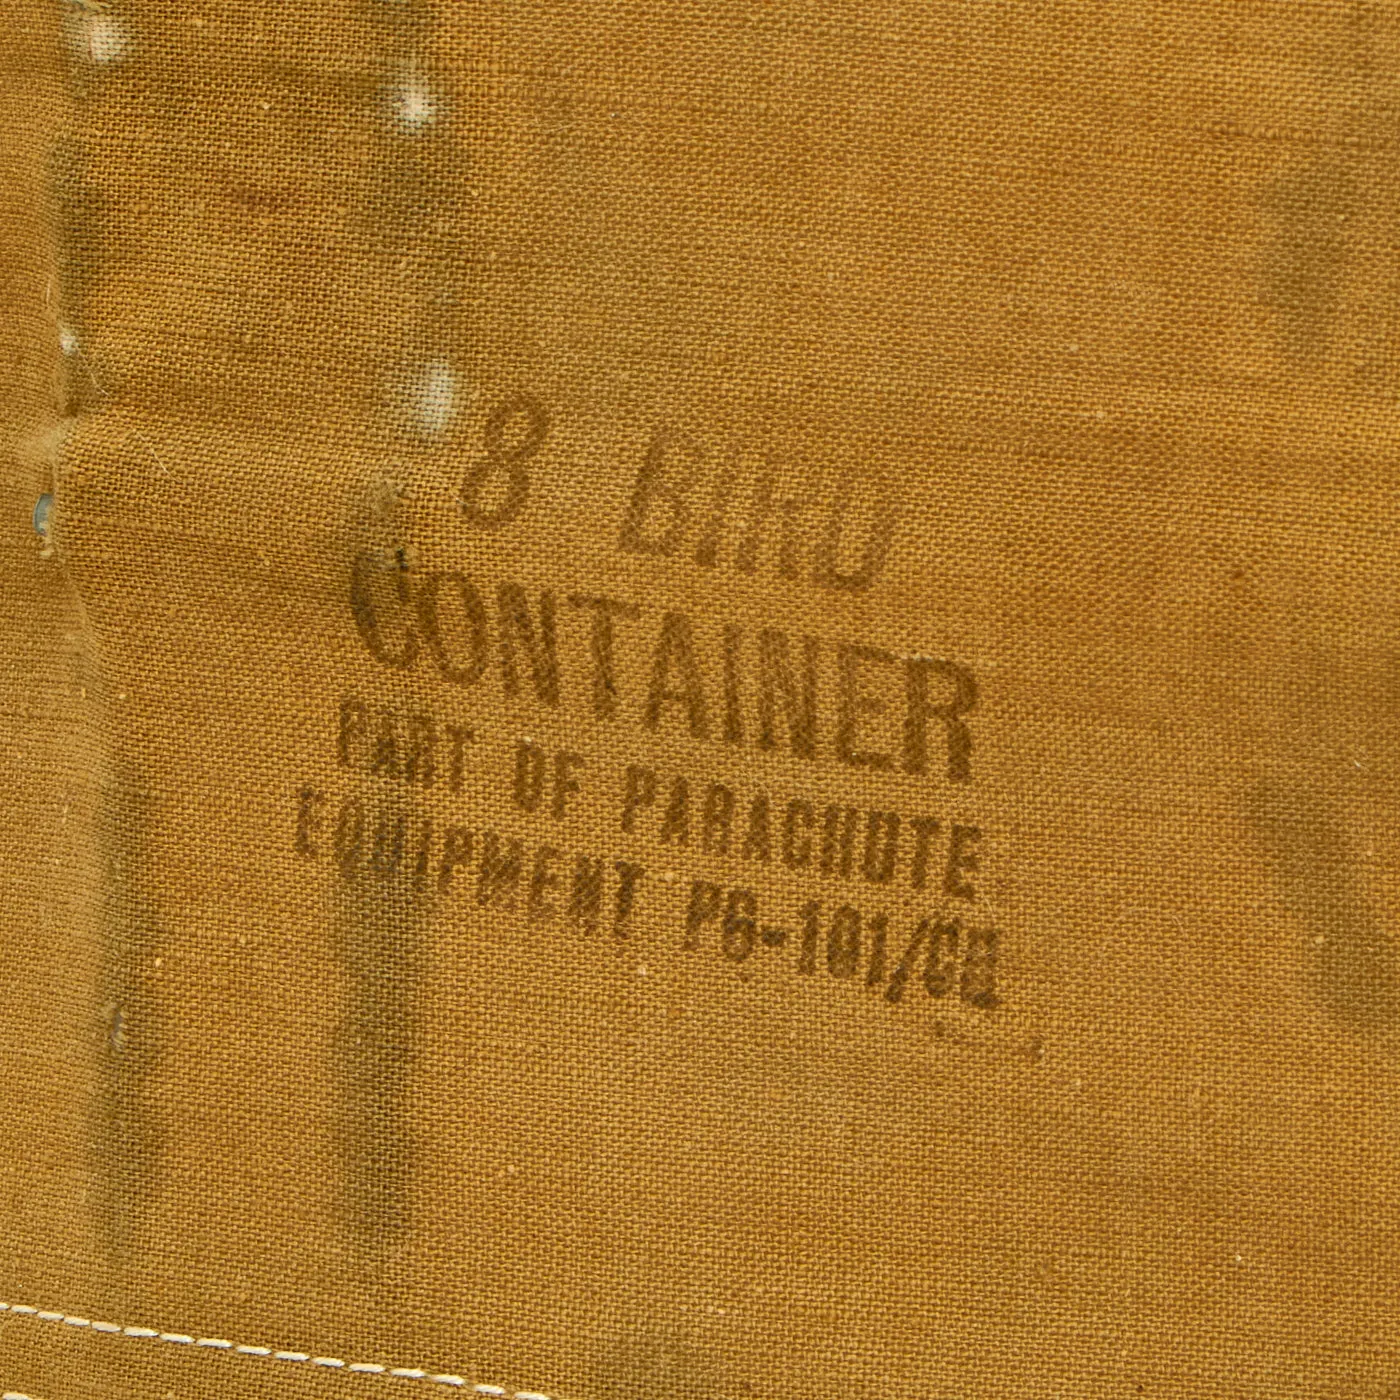 8 BIRD
CONTAINER
PART OF PARACHUTE
EQUIPMENT PG-101/CB